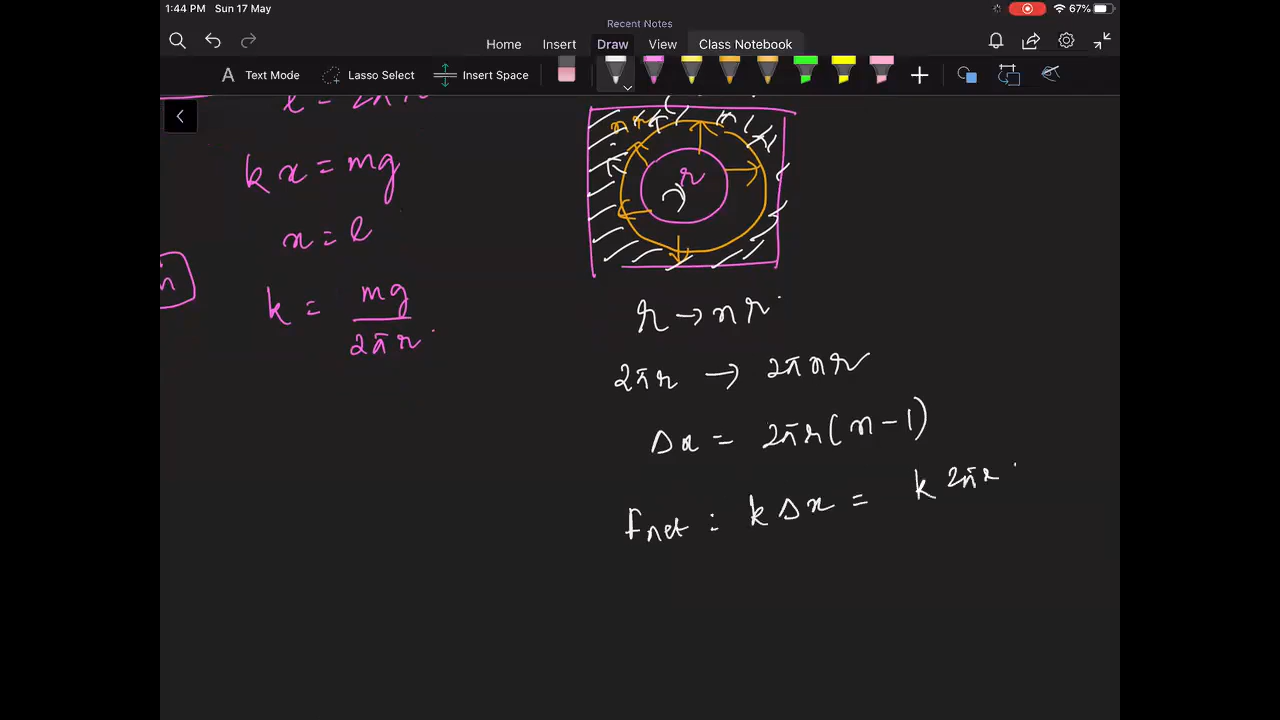 1:44 PM Sun 17 May
67%
Recent Notes
Home Insert Draw View Class Notebook
A Text Mode Lasso Select Insert Space
kx = mg
x = l
k = mg / 2πr
r
r → nr
2πr → 2πnr
Δx = 2πr(n-1)
Fnet = kΔx = k 2πr